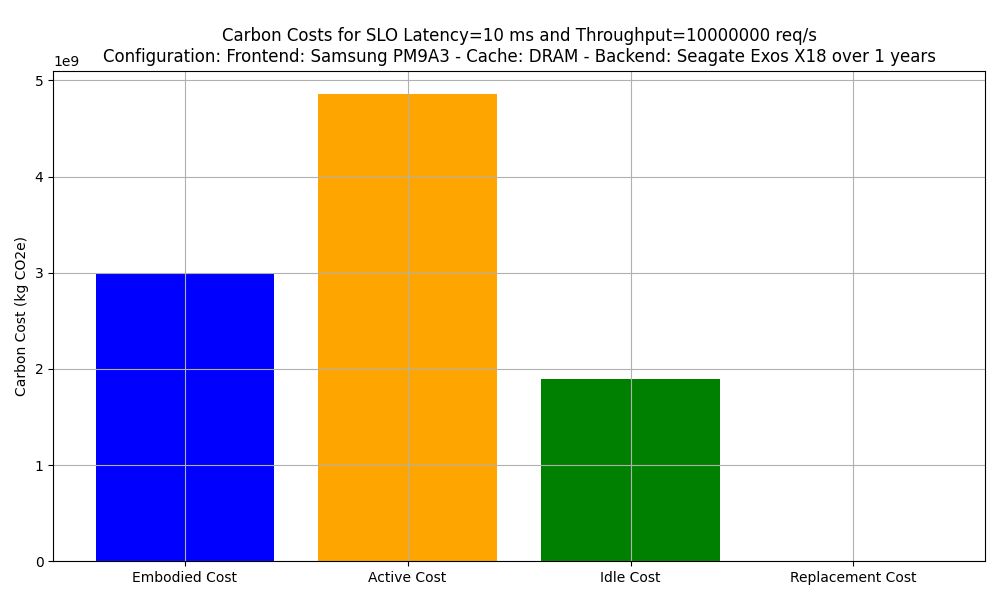 Carbon Costs for SLO Latency=10 ms and Throughput=10000000 req/s
Configuration: Frontend: Samsung PM9A3 - Cache: DRAM - Backend: Seagate Exos X18 over 1 years
1e9
5
4
3
2
1
0
Carbon Cost (kg CO2e)
Embodied Cost
Active Cost
Idle Cost
Replacement Cost